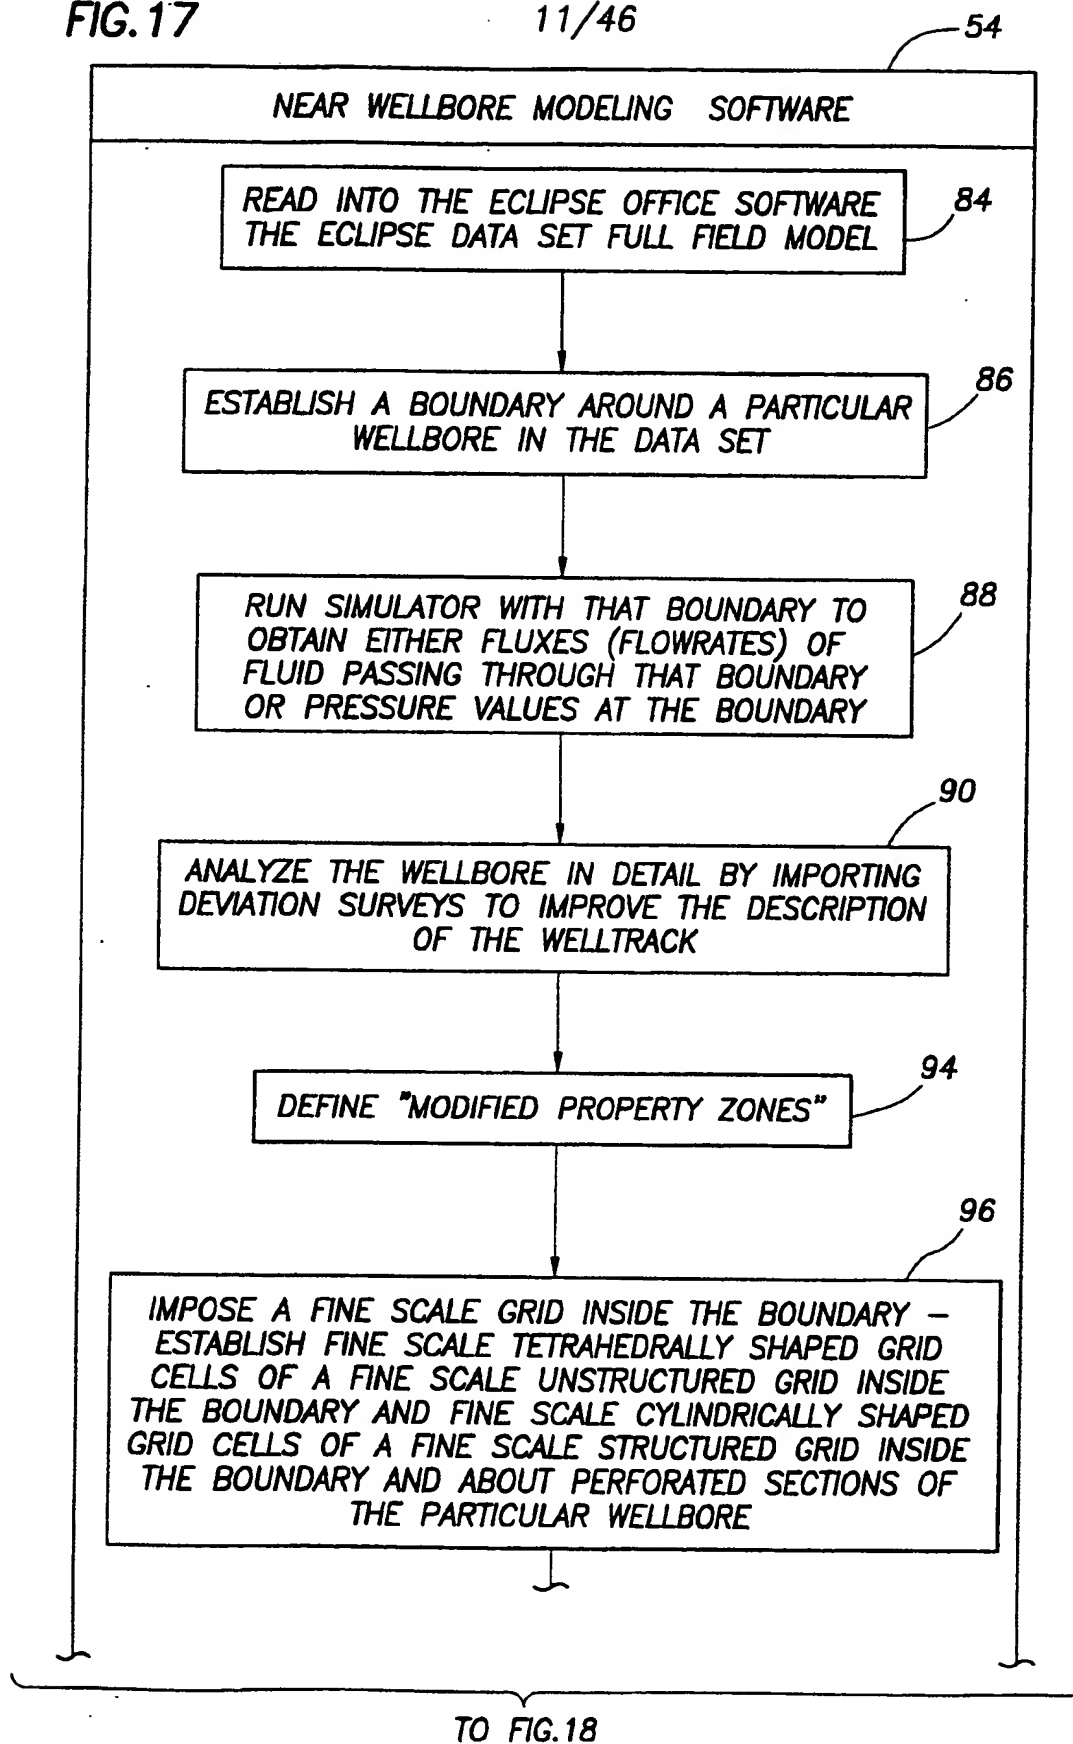 FIG.17
11/46
54
NEAR WELLBORE MODELING SOFTWARE
READ INTO THE ECLIPSE OFFICE SOFTWARE
THE ECLIPSE DATA SET FULL FIELD MODEL
84
ESTABLISH A BOUNDARY AROUND A PARTICULAR
WELLBORE IN THE DATA SET
86
RUN SIMULATOR WITH THAT BOUNDARY TO
OBTAIN EITHER FLUXES (FLOWRATES) OF
FLUID PASSING THROUGH THAT BOUNDARY
OR PRESSURE VALUES AT THE BOUNDARY
88
ANALYZE THE WELLBORE IN DETAIL BY IMPORTING
DEVIATION SURVEYS TO IMPROVE THE DESCRIPTION
OF THE WELLTRACK
90
DEFINE "MODIFIED PROPERTY ZONES"
94
IMPOSE A FINE SCALE GRID INSIDE THE BOUNDARY –
ESTABLISH FINE SCALE TETRAHEDRALLY SHAPED GRID
CELLS OF A FINE SCALE UNSTRUCTURED GRID INSIDE
THE BOUNDARY AND FINE SCALE CYLINDRICALLY SHAPED
GRID CELLS OF A FINE SCALE STRUCTURED GRID INSIDE
THE BOUNDARY AND ABOUT PERFORATED SECTIONS OF
THE PARTICULAR WELLBORE
96
TO FIG.18